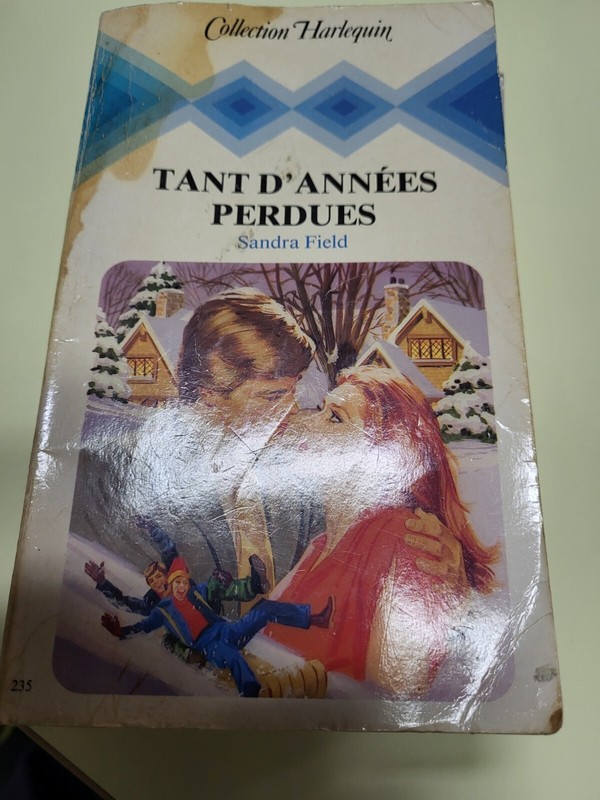 Collection Harlequin
TANT D'ANNÉES
PERDUES
Sandra Field
235